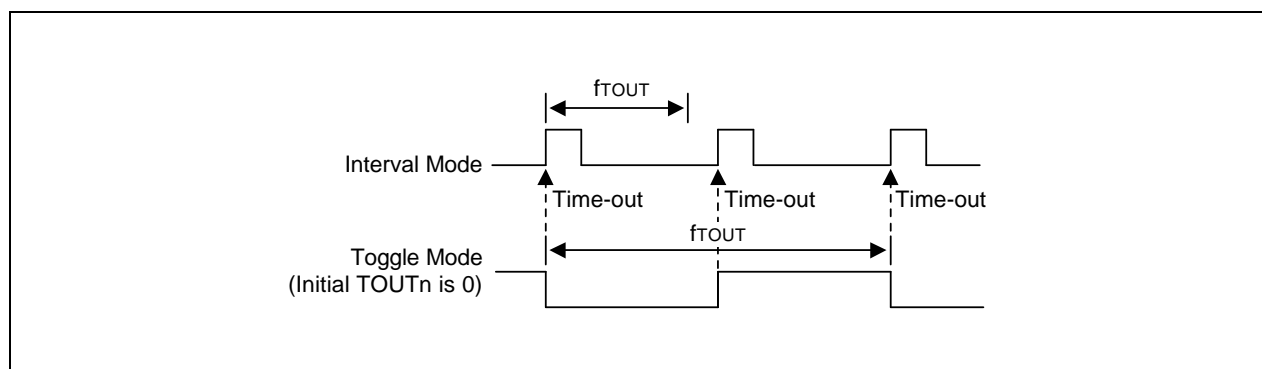 fTOUT
Interval Mode
Time-out Time-out Time-out
fTOUT
Toggle Mode
(Initial TOUTn is 0)